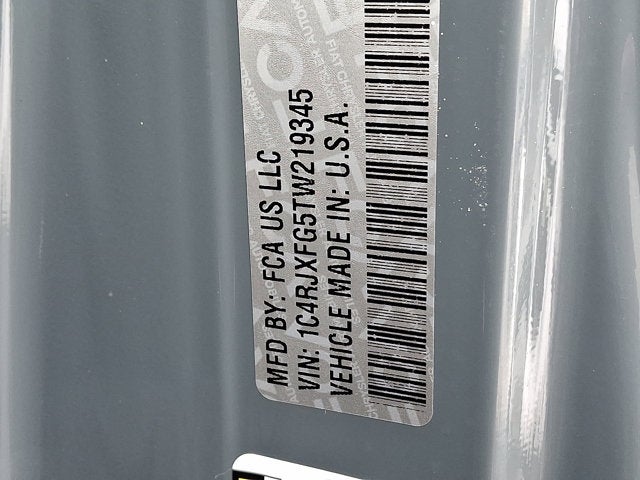 MFD BY: FCA US LLC
VIN: 1C4RJXFG5TW219345
VEHICLE MADE IN: U.S.A.